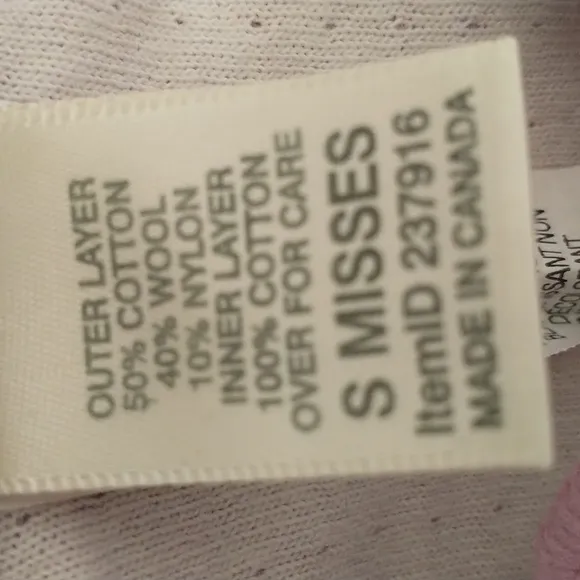 OUTER LAYER
50% COTTON
40% WOOL
10% NYLON
INNER LAYER
100% COTTON
OVER FOR CARE
S MISSES
ItemID 237916
MADE IN CANADA